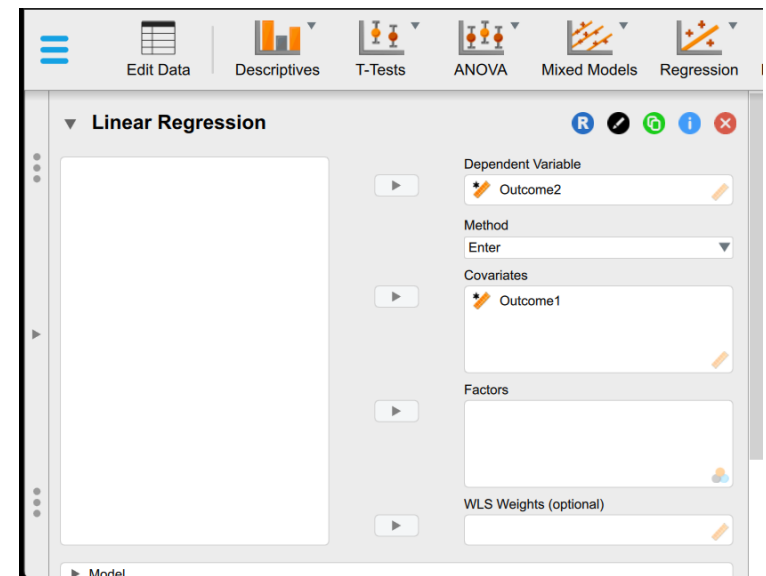 Edit Data
Descriptives
T-Tests
ANOVA
Mixed Models
Regression
Linear Regression
R
i
Dependent Variable
Outcome2
Method
Enter
Covariates
Outcome1
Factors
WLS Weights (optional)
Model